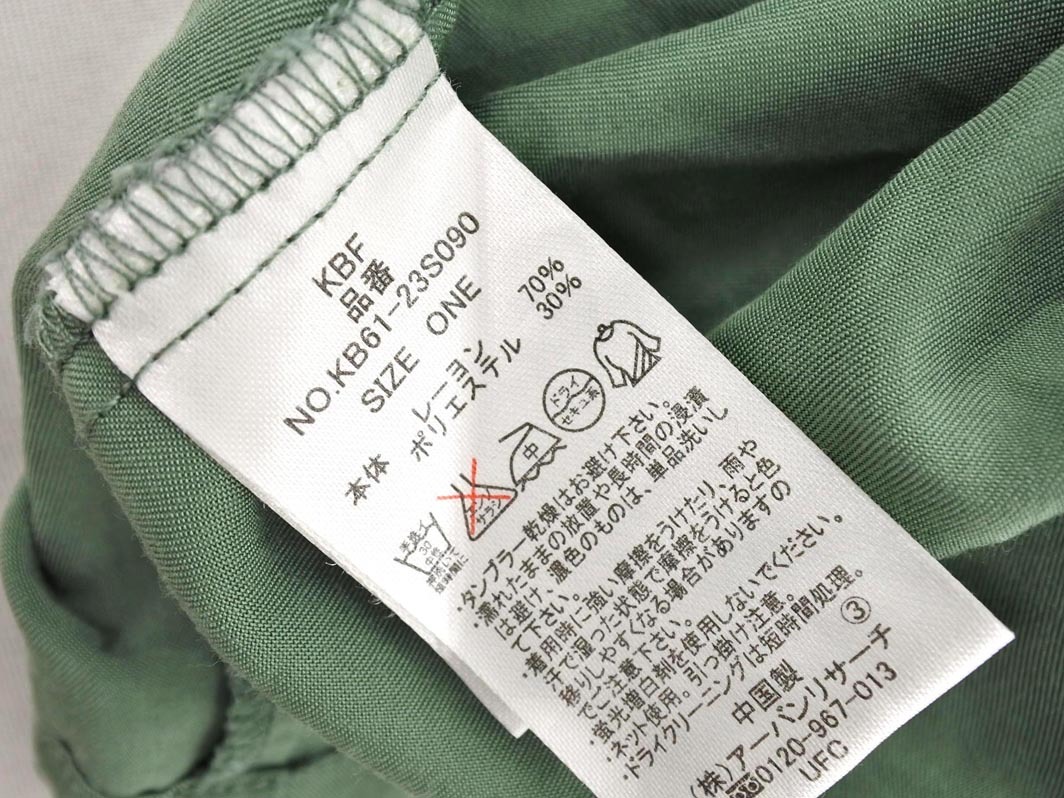 KBF
品番
NO.KB61-23S090
SIZE ONE
本体 レーヨン 70%
ポリエステル 30%
手洗イ
30
中性
エンソ
サラシ
中
ドライ
セキユ系
・タンブラー乾燥はお避け下さい。
・濡れたままの放置や長時間の浸漬
は避け、濃色のものは、単品洗いし
て下さい。
・着用時に強い摩擦をうけたり、雨や
汗で湿った状態で摩擦をうけると色
移りしやすくなる場合がありますの
でご注意下さい。
・蛍光増白剤を使用しないでください。
・ネット使用。引っ掛け注意。
・ドライクリーニングは短時間処理。
③
中国製
(株)アーバンリサーチ
0120-967-013
UFC